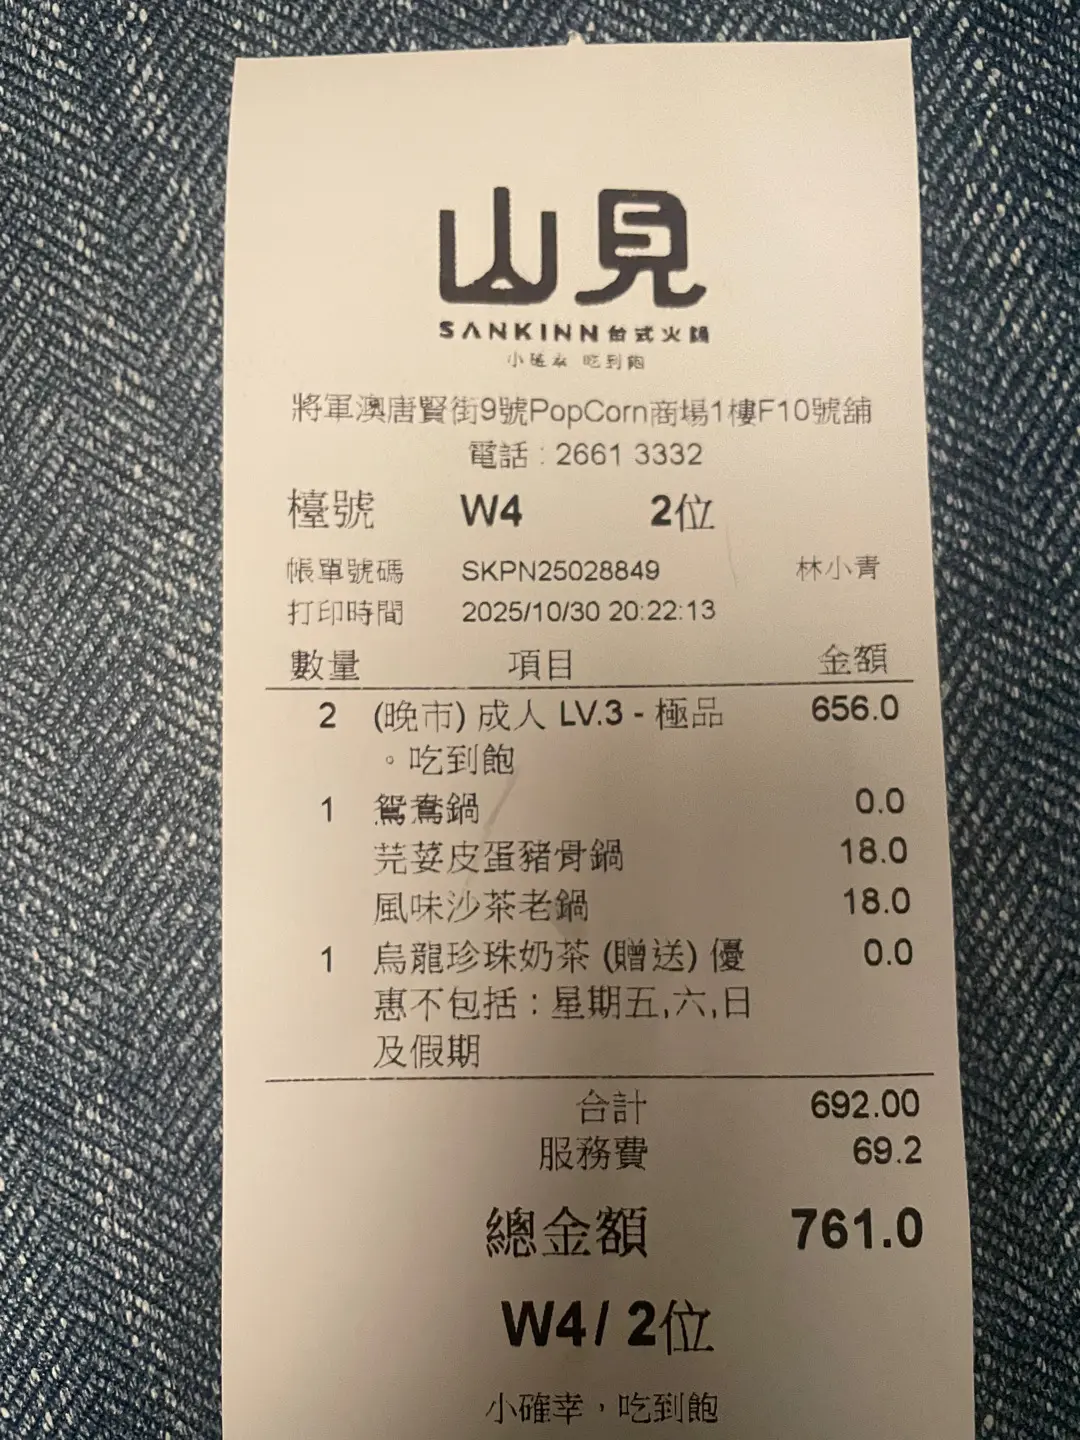 山見
SANKINN 台式火鍋
小確幸 吃到飽
將軍澳唐賢街9號PopCorn商場1樓F10號舖
電話 : 2661 3332
檯號 W4 2位
帳單號碼 SKPN25028849 林小青
打印時間 2025/10/30 20:22:13
數量 項目 金額
2 (晚市) 成人 LV.3 - 極品 656.0
。吃到飽
1 鴛鴦鍋 0.0
芫荽皮蛋豬骨鍋 18.0
風味沙茶老鍋 18.0
1 烏龍珍珠奶茶 (贈送) 優 0.0
惠不包括 : 星期五,六,日
及假期
合計 692.00
服務費 69.2
總金額 761.0
W4 / 2位
小確幸，吃到飽